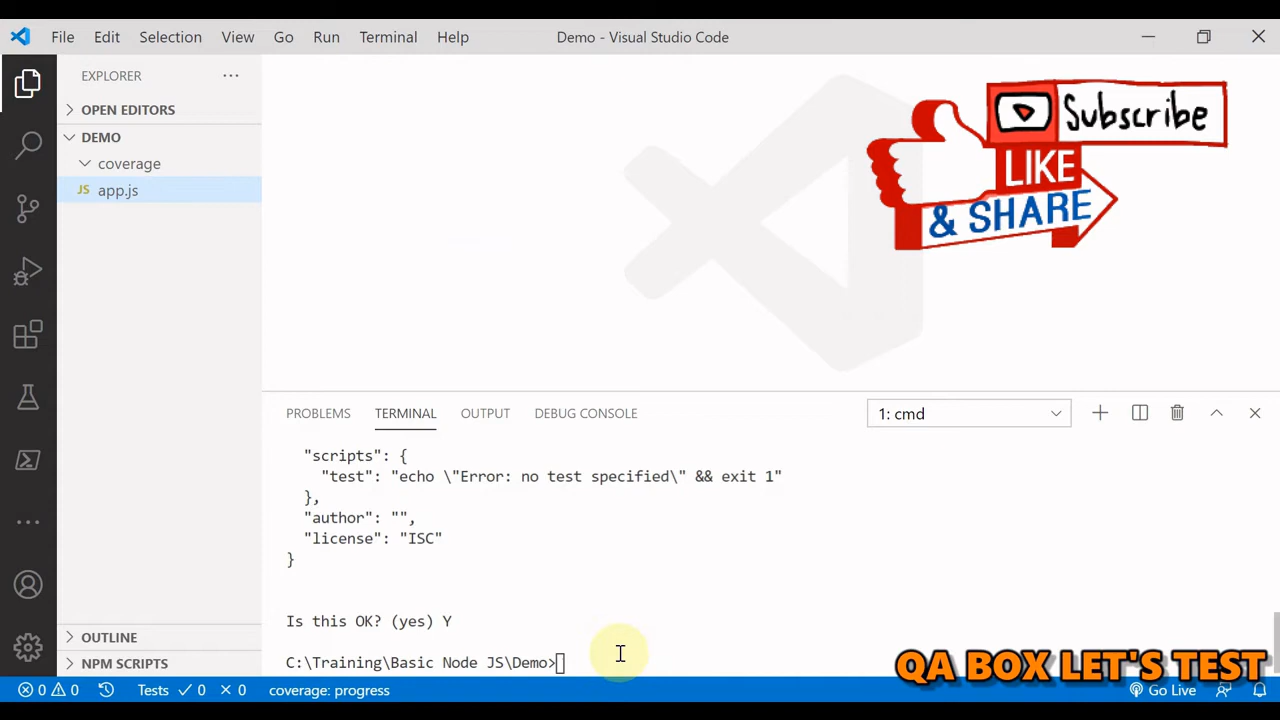 File Edit Selection View Go Run Terminal Help Demo - Visual Studio Code
EXPLORER
OPEN EDITORS
DEMO
coverage
JS app.js
Subscribe
LIKE
& SHARE
PROBLEMS TERMINAL OUTPUT DEBUG CONSOLE 1: cmd
"scripts": {
"test": "echo \"Error: no test specified\" && exit 1"
},
"author": "",
"license": "ISC"
}
Is this OK? (yes) Y
C:\Training\Basic Node JS\Demo>
OUTLINE
NPM SCRIPTS
QA BOX LET'S TEST
0 0 Tests 0 0 coverage: progress Go Live